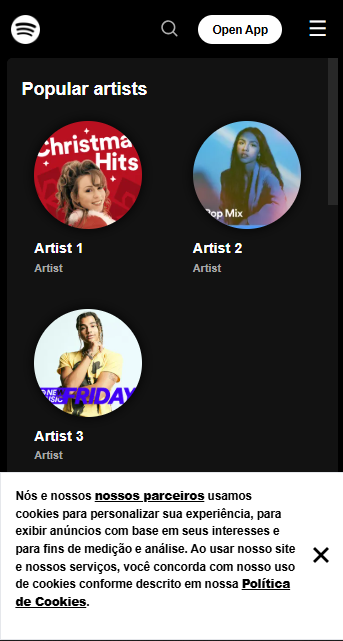 Open App
Popular artists
Christmas
Hits
Pop Mix
Artist 1
Artist 2
Artist
Artist
FRIDAY
Artist 3
Artist
Nós e nossos nossos parceiros usamos
cookies para personalizar sua experiência, para
exibir anúncios com base em seus interesses e
para fins de medição e análise. Ao usar nosso site
e nossos serviços, você concorda com nosso uso
de cookies conforme descrito em nossa Política
de Cookies.